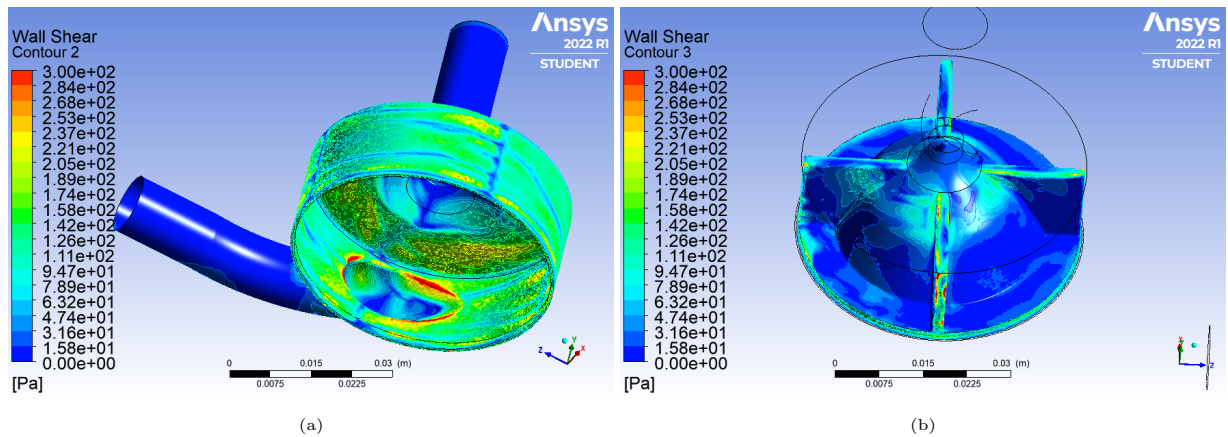 Wall Shear
Contour 2
3.00e+02
2.84e+02
2.68e+02
2.53e+02
2.37e+02
2.21e+02
2.05e+02
1.89e+02
1.74e+02
1.58e+02
1.42e+02
1.26e+02
1.11e+02
9.47e+01
7.89e+01
6.32e+01
4.74e+01
3.16e+01
1.58e+01
0.00e+00
[Pa]
Ansys
2022 R1
STUDENT
0 0.015 0.03 (m)
0.0075 0.0225
Z Y X
(a)
Wall Shear
Contour 3
3.00e+02
2.84e+02
2.68e+02
2.53e+02
2.37e+02
2.21e+02
2.05e+02
1.89e+02
1.74e+02
1.58e+02
1.42e+02
1.26e+02
1.11e+02
9.47e+01
7.89e+01
6.32e+01
4.74e+01
3.16e+01
1.58e+01
0.00e+00
[Pa]
Ansys
2022 R1
STUDENT
0 0.015 0.03 (m)
0.0075 0.0225
Z
(b)